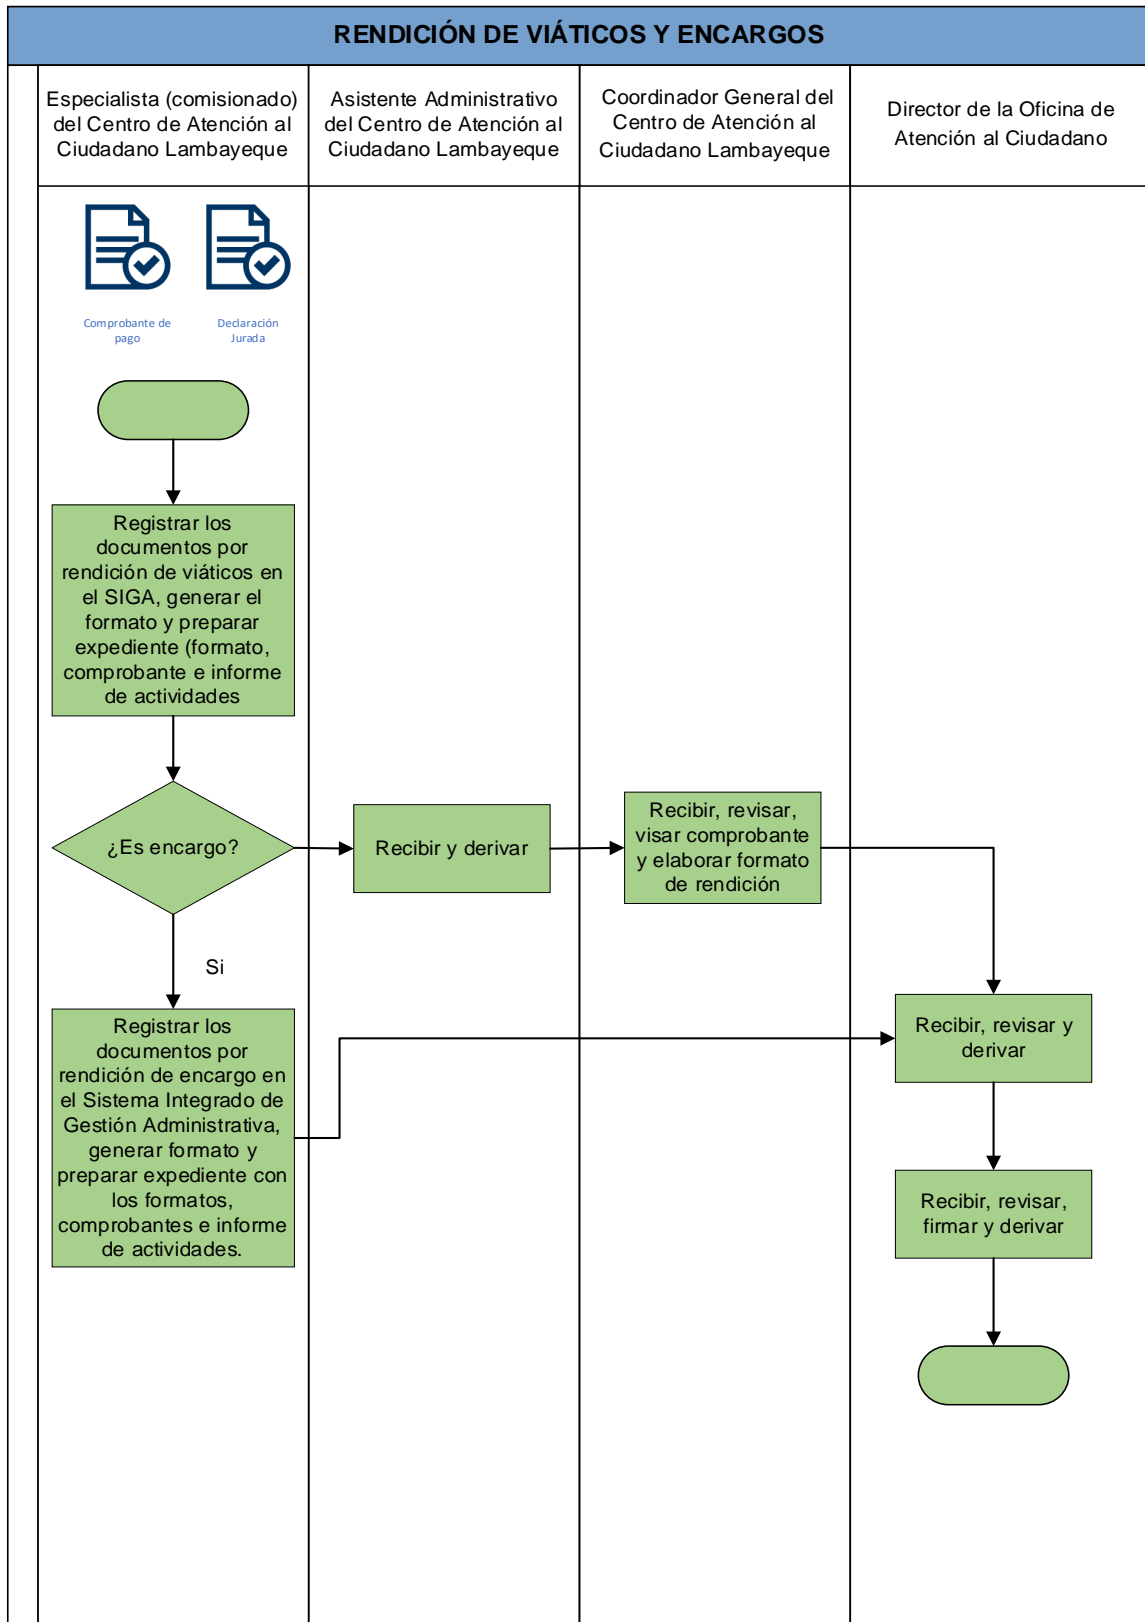 RENDICIÓN DE VIÁTICOS Y ENCARGOS
Especialista (comisionado)
del Centro de Atención al
Ciudadano Lambayeque
Asistente Administrativo
del Centro de Atención al
Ciudadano Lambayeque
Coordinador General del
Centro de Atención al
Ciudadano Lambayeque
Director de la Oficina de
Atención al Ciudadano
Comprobante de
pago
Declaración
Jurada
Registrar los
documentos por
rendición de viáticos en
el SIGA, generar el
formato y preparar
expediente (formato,
comprobante e informe
de actividades
¿Es encargo?
Recibir y derivar
Recibir, revisar,
visar comprobante
y elaborar formato
de rendición
Si
Registrar los
documentos por
rendición de encargo en
el Sistema Integrado de
Gestión Administrativa,
generar formato y
preparar expediente con
los formatos,
comprobantes e informe
de actividades.
Recibir, revisar y
derivar
Recibir, revisar,
firmar y derivar